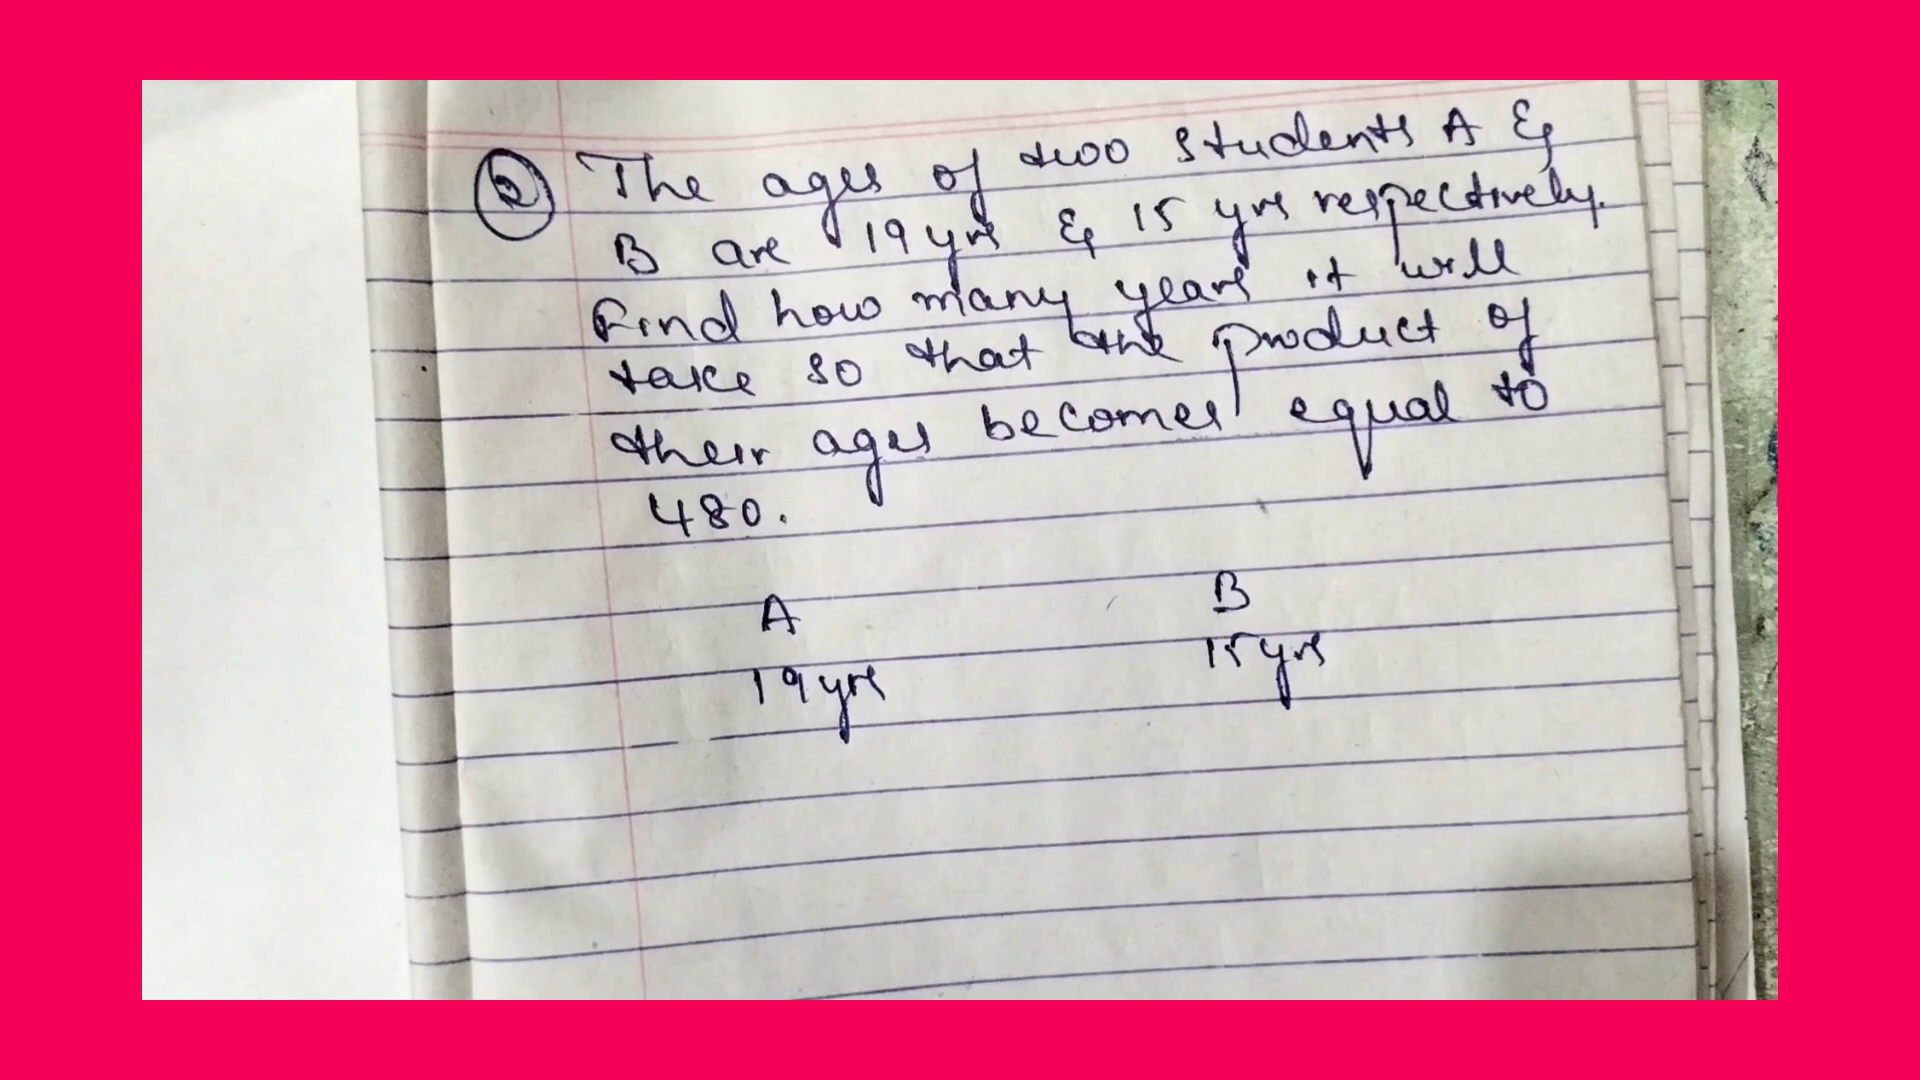 ② The ages of two students A &
B are 19 yrs & 15 yrs respectively.
Find how many years it will
take so that the product of
their ages becomes equal to
480.
A B
19 yrs 15 yrs